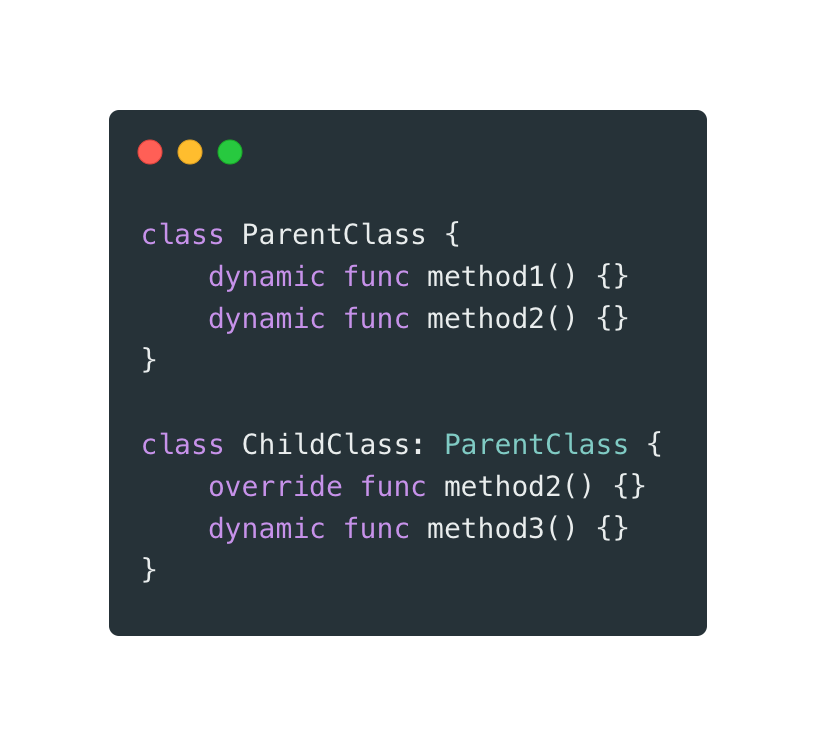 class ParentClass {
    dynamic func method1() {}
    dynamic func method2() {}
}

class ChildClass: ParentClass {
    override func method2() {}
    dynamic func method3() {}
}